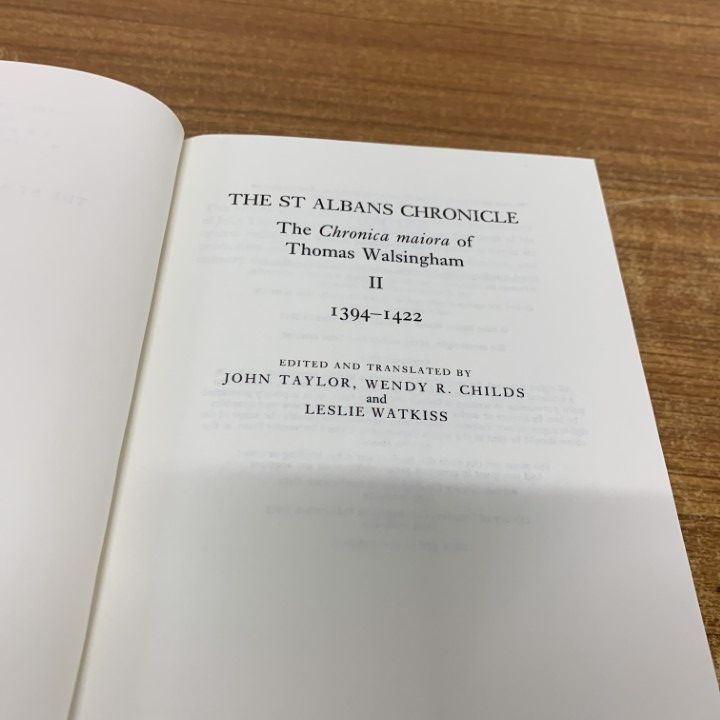 THE ST ALBANS CHRONICLE
The Chronica maiora of
Thomas Walsingham
II
1394–1422
EDITED AND TRANSLATED BY
JOHN TAYLOR, WENDY R. CHILDS
and
LESLIE WATKISS